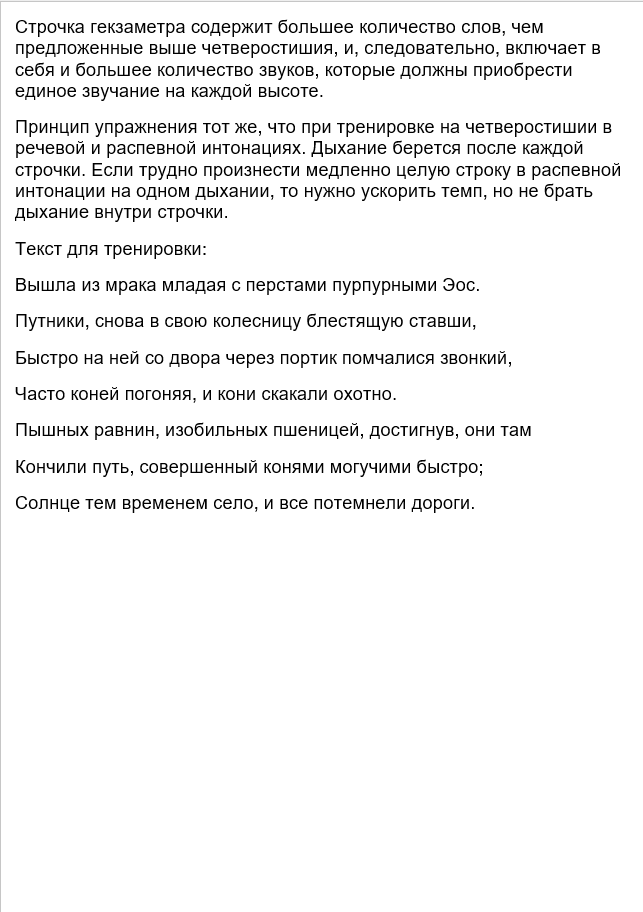 Строчка гекзаметра содержит большее количество слов, чем
предложенные выше четверостишия, и, следовательно, включает в
себя и большее количество звуков, которые должны приобрести
единое звучание на каждой высоте.
Принцип упражнения тот же, что при тренировке на четверостишии в
речевой и распевной интонациях. Дыхание берется после каждой
строчки. Если трудно произнести медленно целую строку в распевной
интонации на одном дыхании, то нужно ускорить темп, но не брать
дыхание внутри строчки.
Текст для тренировки:
Вышла из мрака младая с перстами пурпурными Эос.
Путники, снова в свою колесницу блестящую ставши,
Быстро на ней со двора через портик помчалися звонкий,
Часто коней погоняя, и кони скакали охотно.
Пышных равнин, изобильных пшеницей, достигнув, они там
Кончили путь, совершенный конями могучими быстро;
Солнце тем временем село, и все потемнели дороги.